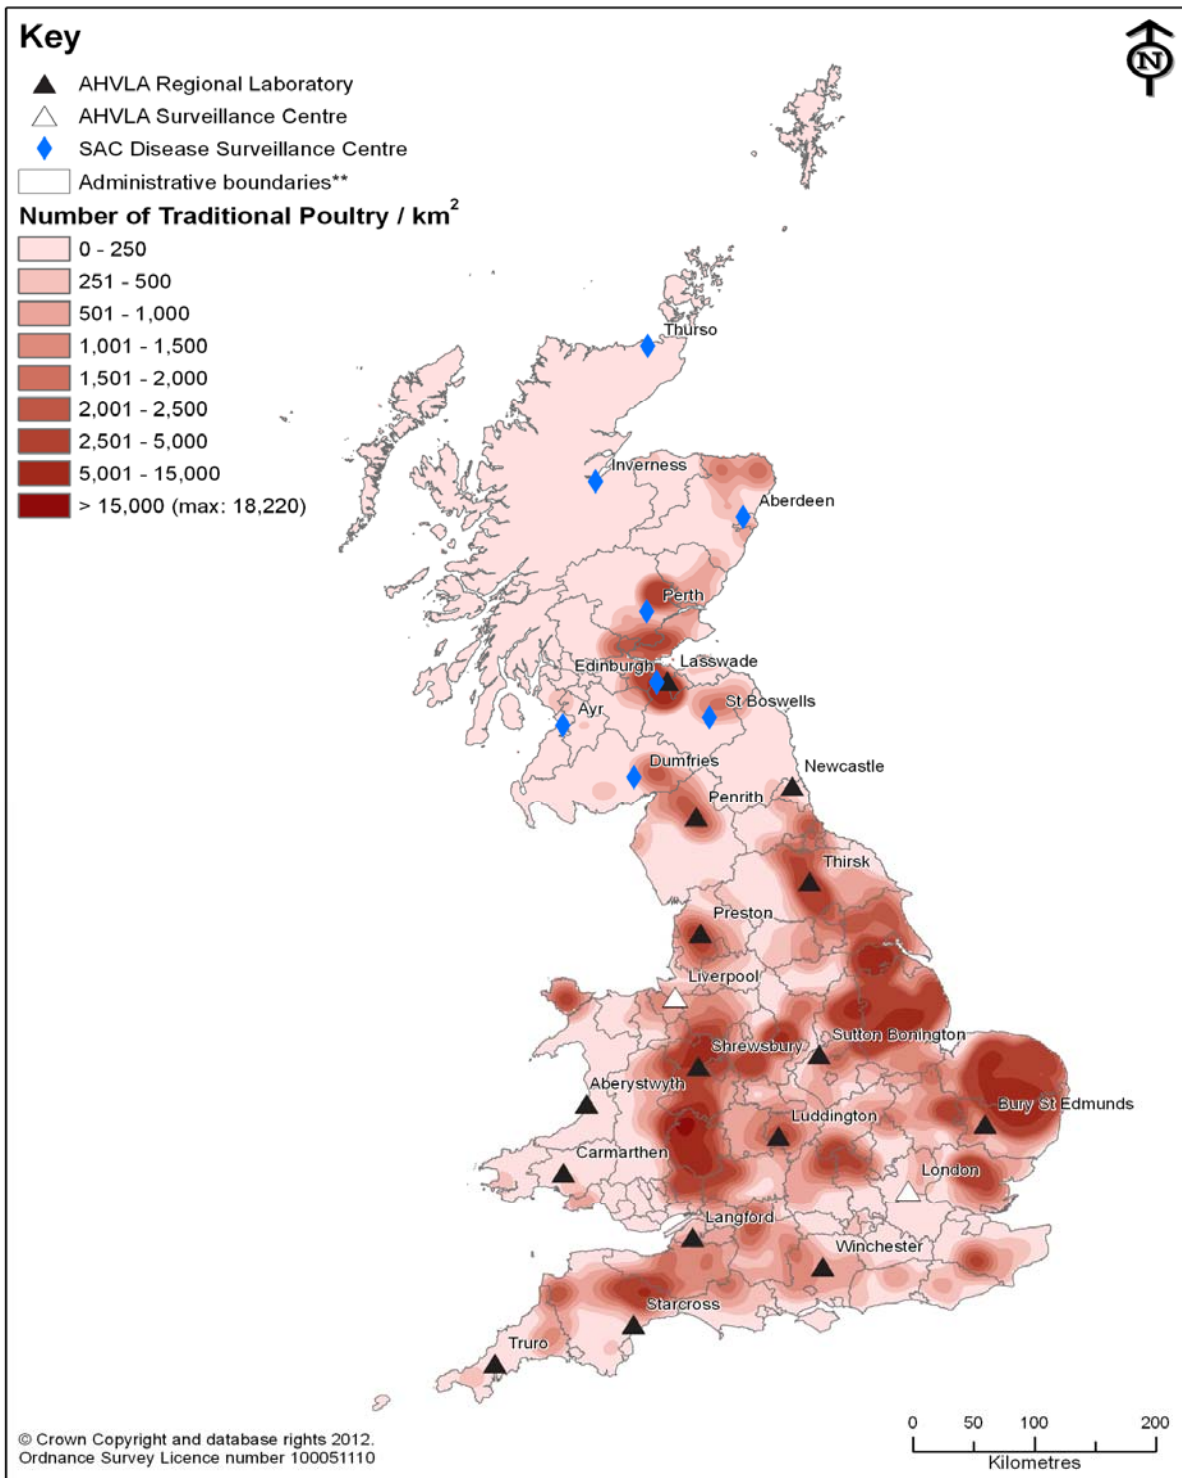 Key
AHVLA Regional Laboratory
AHVLA Surveillance Centre
SAC Disease Surveillance Centre
Administrative boundaries**
Number of Traditional Poultry / km²
0 - 250
251 - 500
501 - 1,000
1,001 - 1,500
1,501 - 2,000
2,001 - 2,500
2,501 - 5,000
5,001 - 15,000
> 15,000 (max: 18,220)
N
Thurso
Inverness
Aberdeen
Perth
Edinburgh
Lasswade
St Boswells
Ayr
Dumfries
Newcastle
Penrith
Thirsk
Preston
Liverpool
Sutton Bonington
Shrewsbury
Aberystwyth
Bury St Edmunds
Luddington
Carmarthen
London
Langford
Winchester
Starcross
Truro
0 50 100 200
Kilometres
© Crown Copyright and database rights 2012.
Ordnance Survey Licence number 100051110